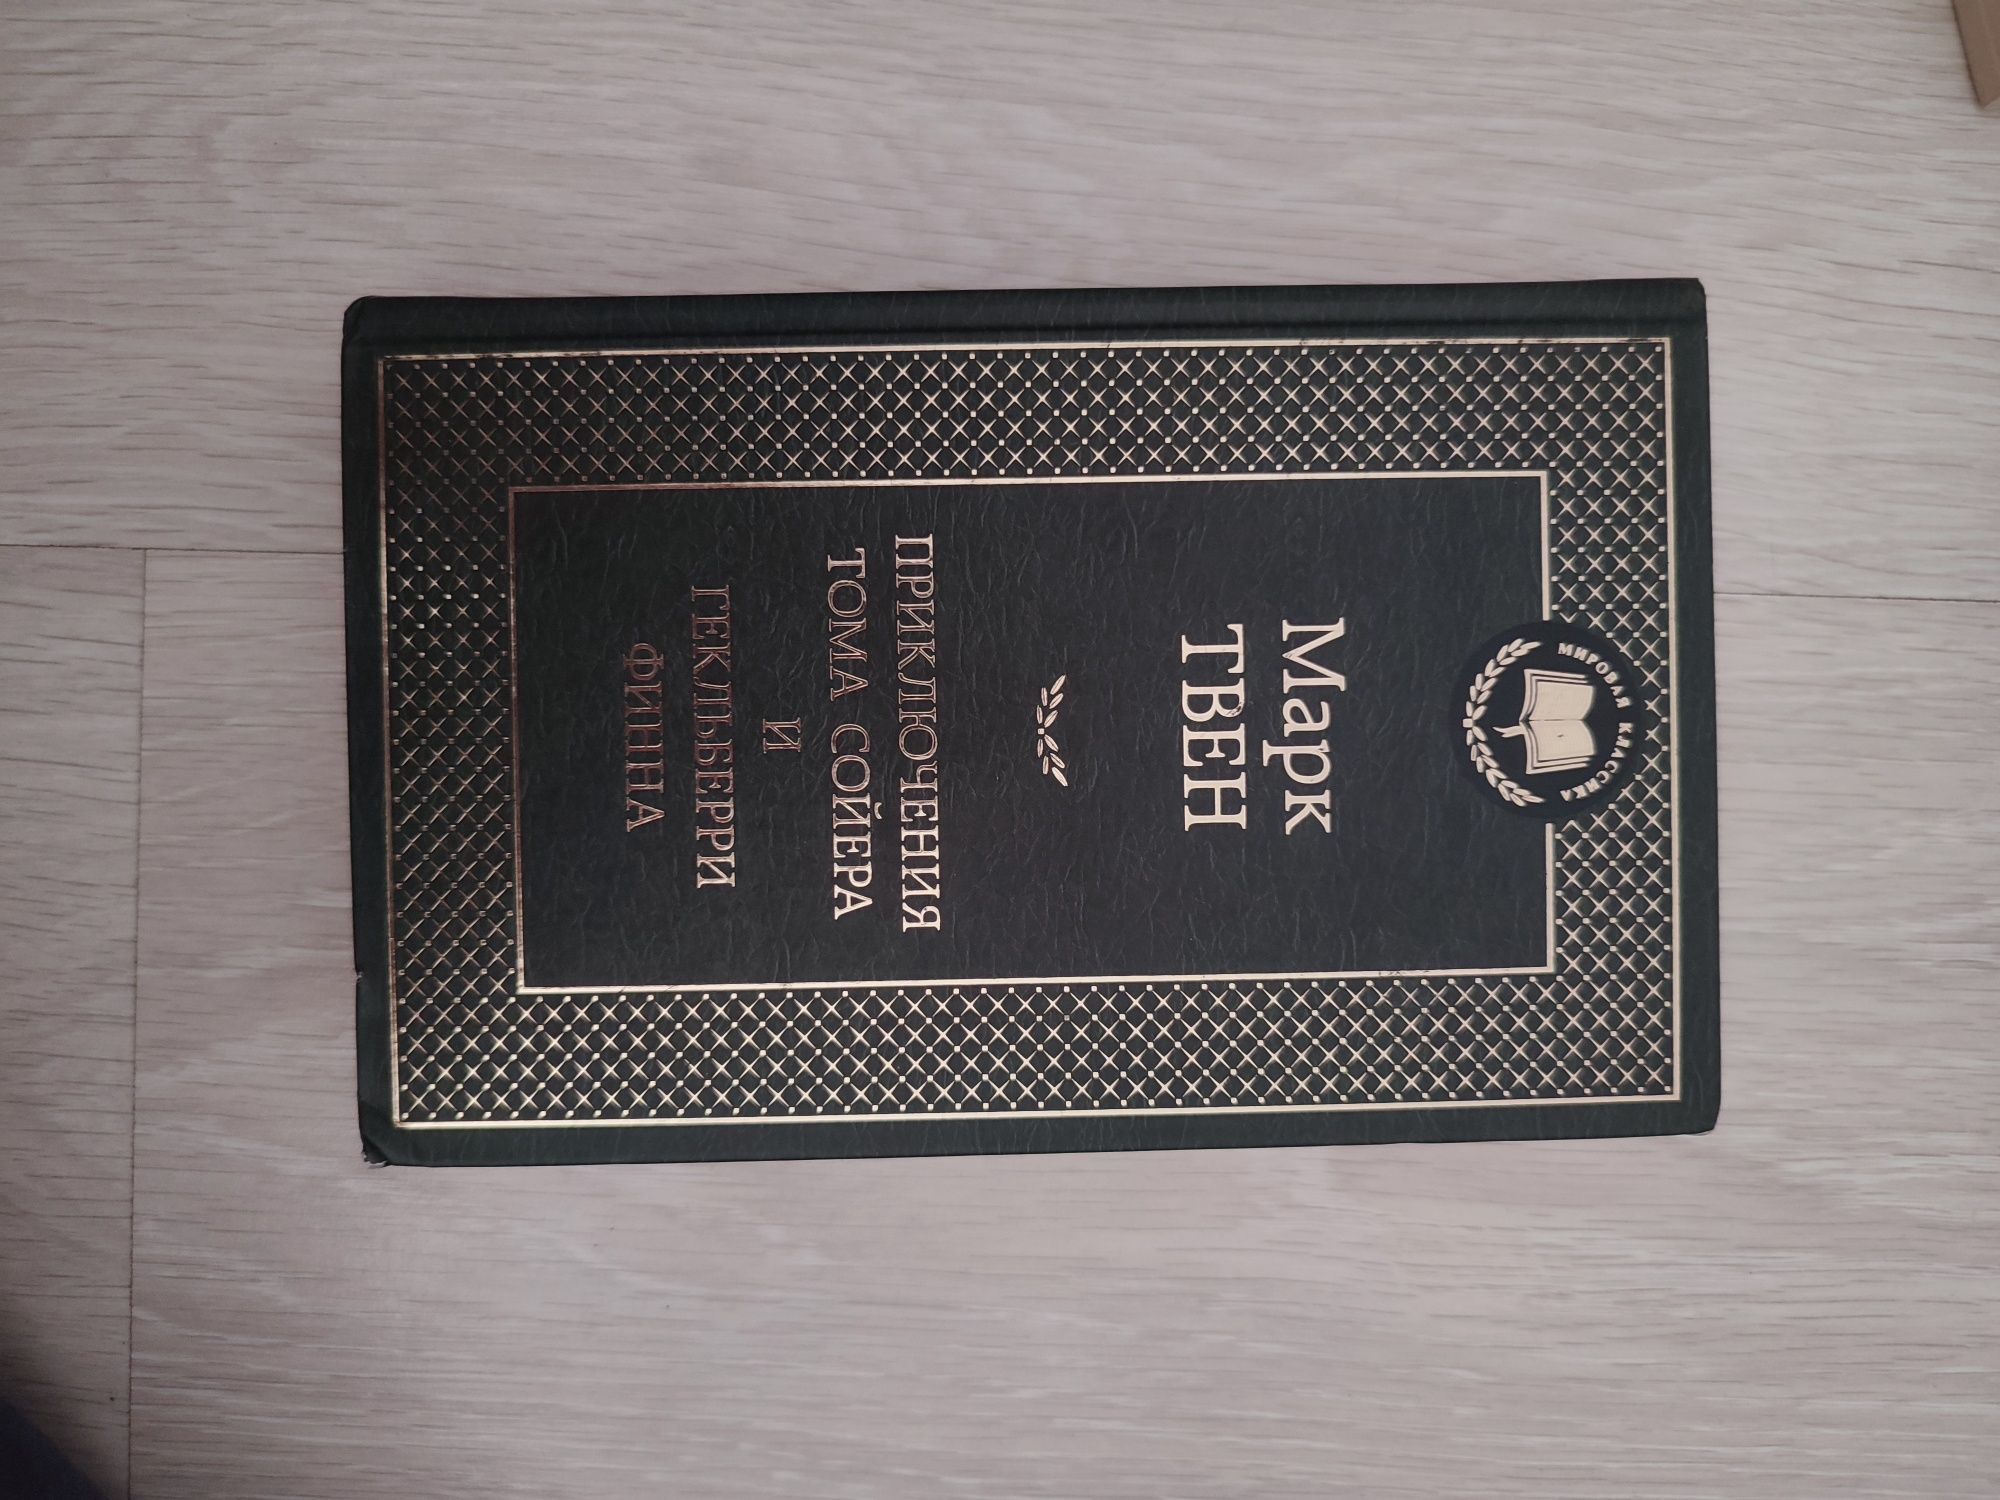 МИРОВАЯ КЛАССИКА
Марк
ТВЕН
ПРИКЛЮЧЕНИЯ
ТОМА СОЙЕРА
И
ГЕКЛЬБЕРРИ
ФИННА